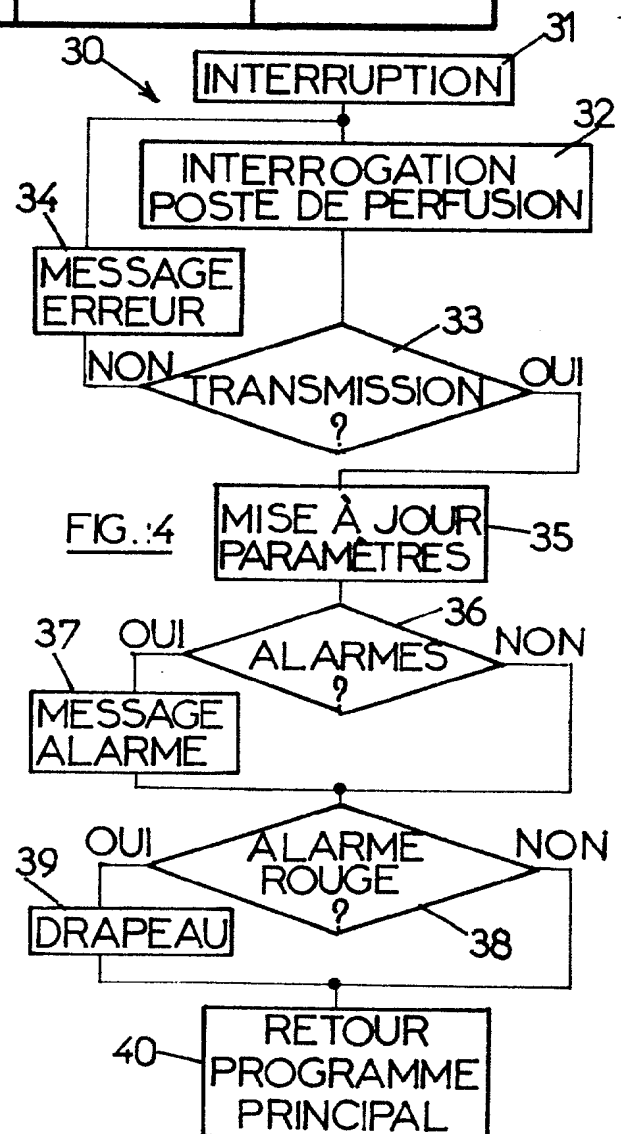 30
31
INTERRUPTION
32
INTERROGATION
POSTE DE PERFUSION
34
MESSAGE
ERREUR
33
NON
TRANSMISSION
?
OUI
FIG.:4
MISE À JOUR
PARAMÈTRES
35
36
37
OUI
ALARMES
?
NON
MESSAGE
ALARME
OUI
ALARME
ROUGE
?
NON
39
DRAPEAU
38
40
RETOUR
PROGRAMME
PRINCIPAL